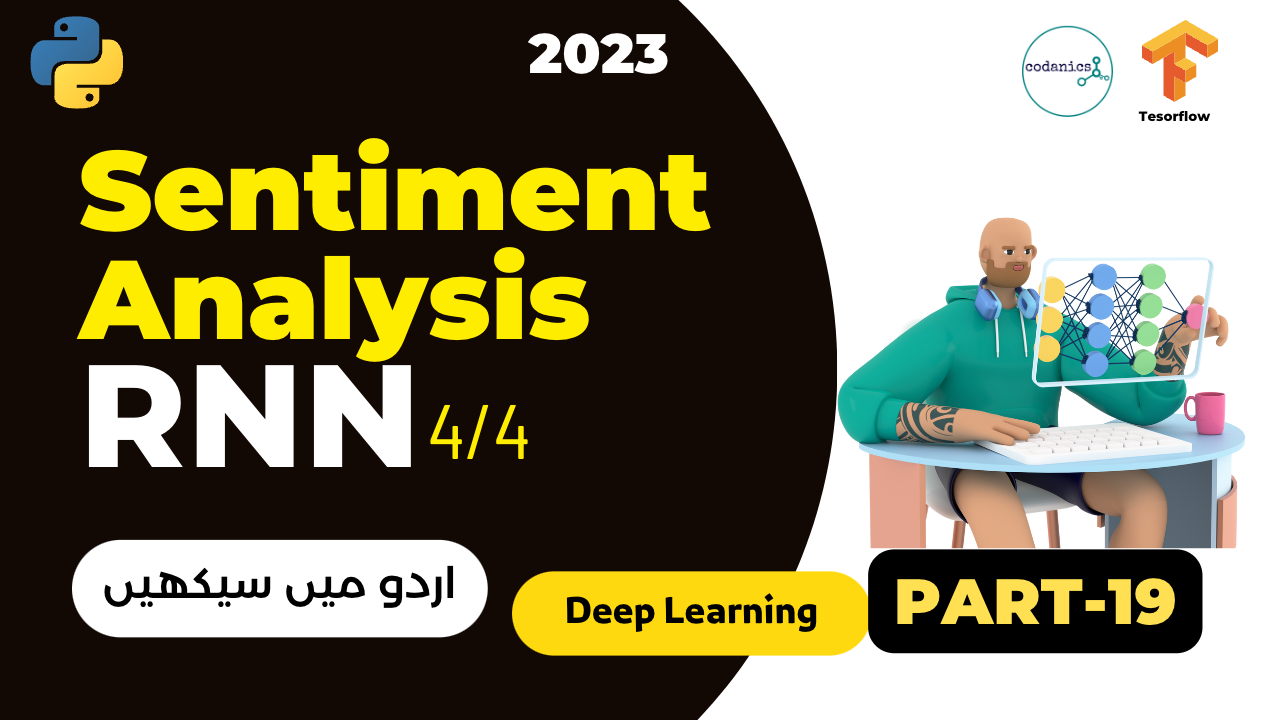 2023
codanics
Tesorflow
Sentiment
Analysis
RNN 4/4
اردو میں سیکھیں
Deep Learning
PART-19